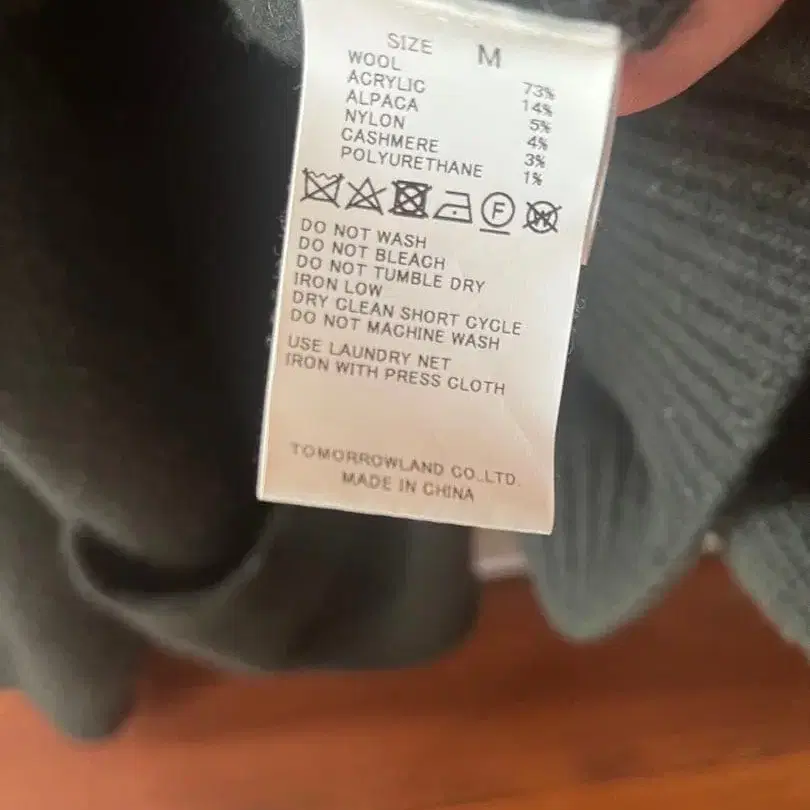 SIZE M
WOOL 73%
ACRYLIC 14%
ALPACA 5%
NYLON 4%
CASHMERE 3%
POLYURETHANE 1%
F W
DO NOT WASH
DO NOT BLEACH
DO NOT TUMBLE DRY
IRON LOW
DRY CLEAN SHORT CYCLE
DO NOT MACHINE WASH
USE LAUNDRY NET
IRON WITH PRESS CLOTH
TOMORROWLAND CO.,LTD.
MADE IN CHINA